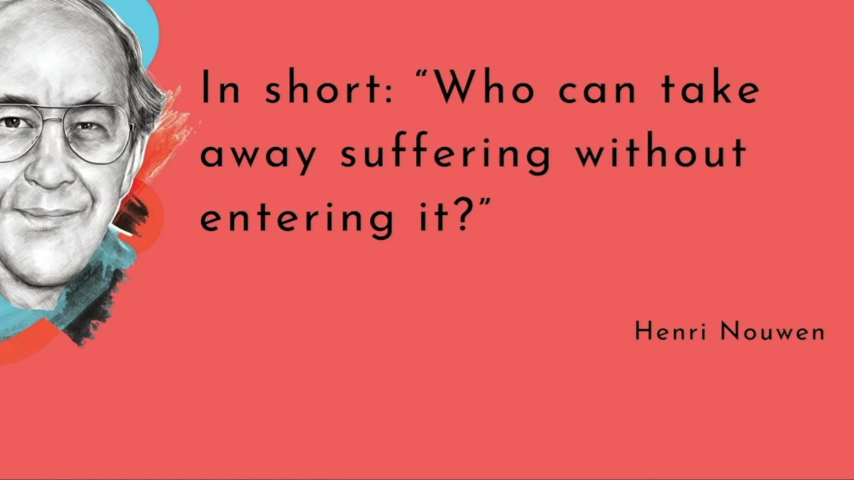 In short: “Who can take
away suffering without
entering it?”
Henri Nouwen